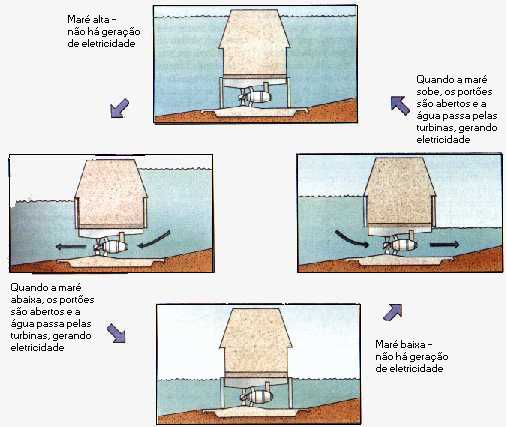 Maré alta –
não há geração
de eletricidade
Quando a maré
sobe, os portões
são abertos e a
água passa pelas
turbinas, gerando
eletricidade
Quando a maré
abaixa, os portões
são abertos e a
água passa pelas
turbinas, gerando
eletricidade
Maré baixa –
não há geração
de eletricidade